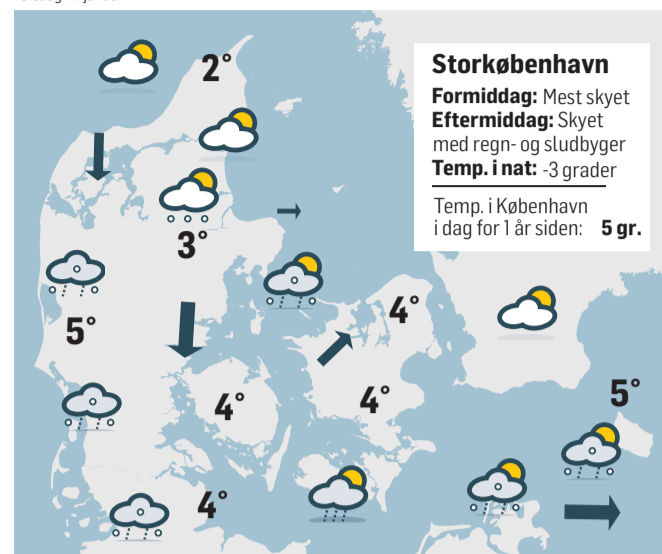 2°
3°
5°
4°
4°
4°
4°
5°
Storkøbenhavn
Formiddag: Mest skyet
Eftermiddag: Skyet
med regn- og sludbyger
Temp. i nat: -3 grader
Temp. i København
i dag for 1 år siden: 5 gr.